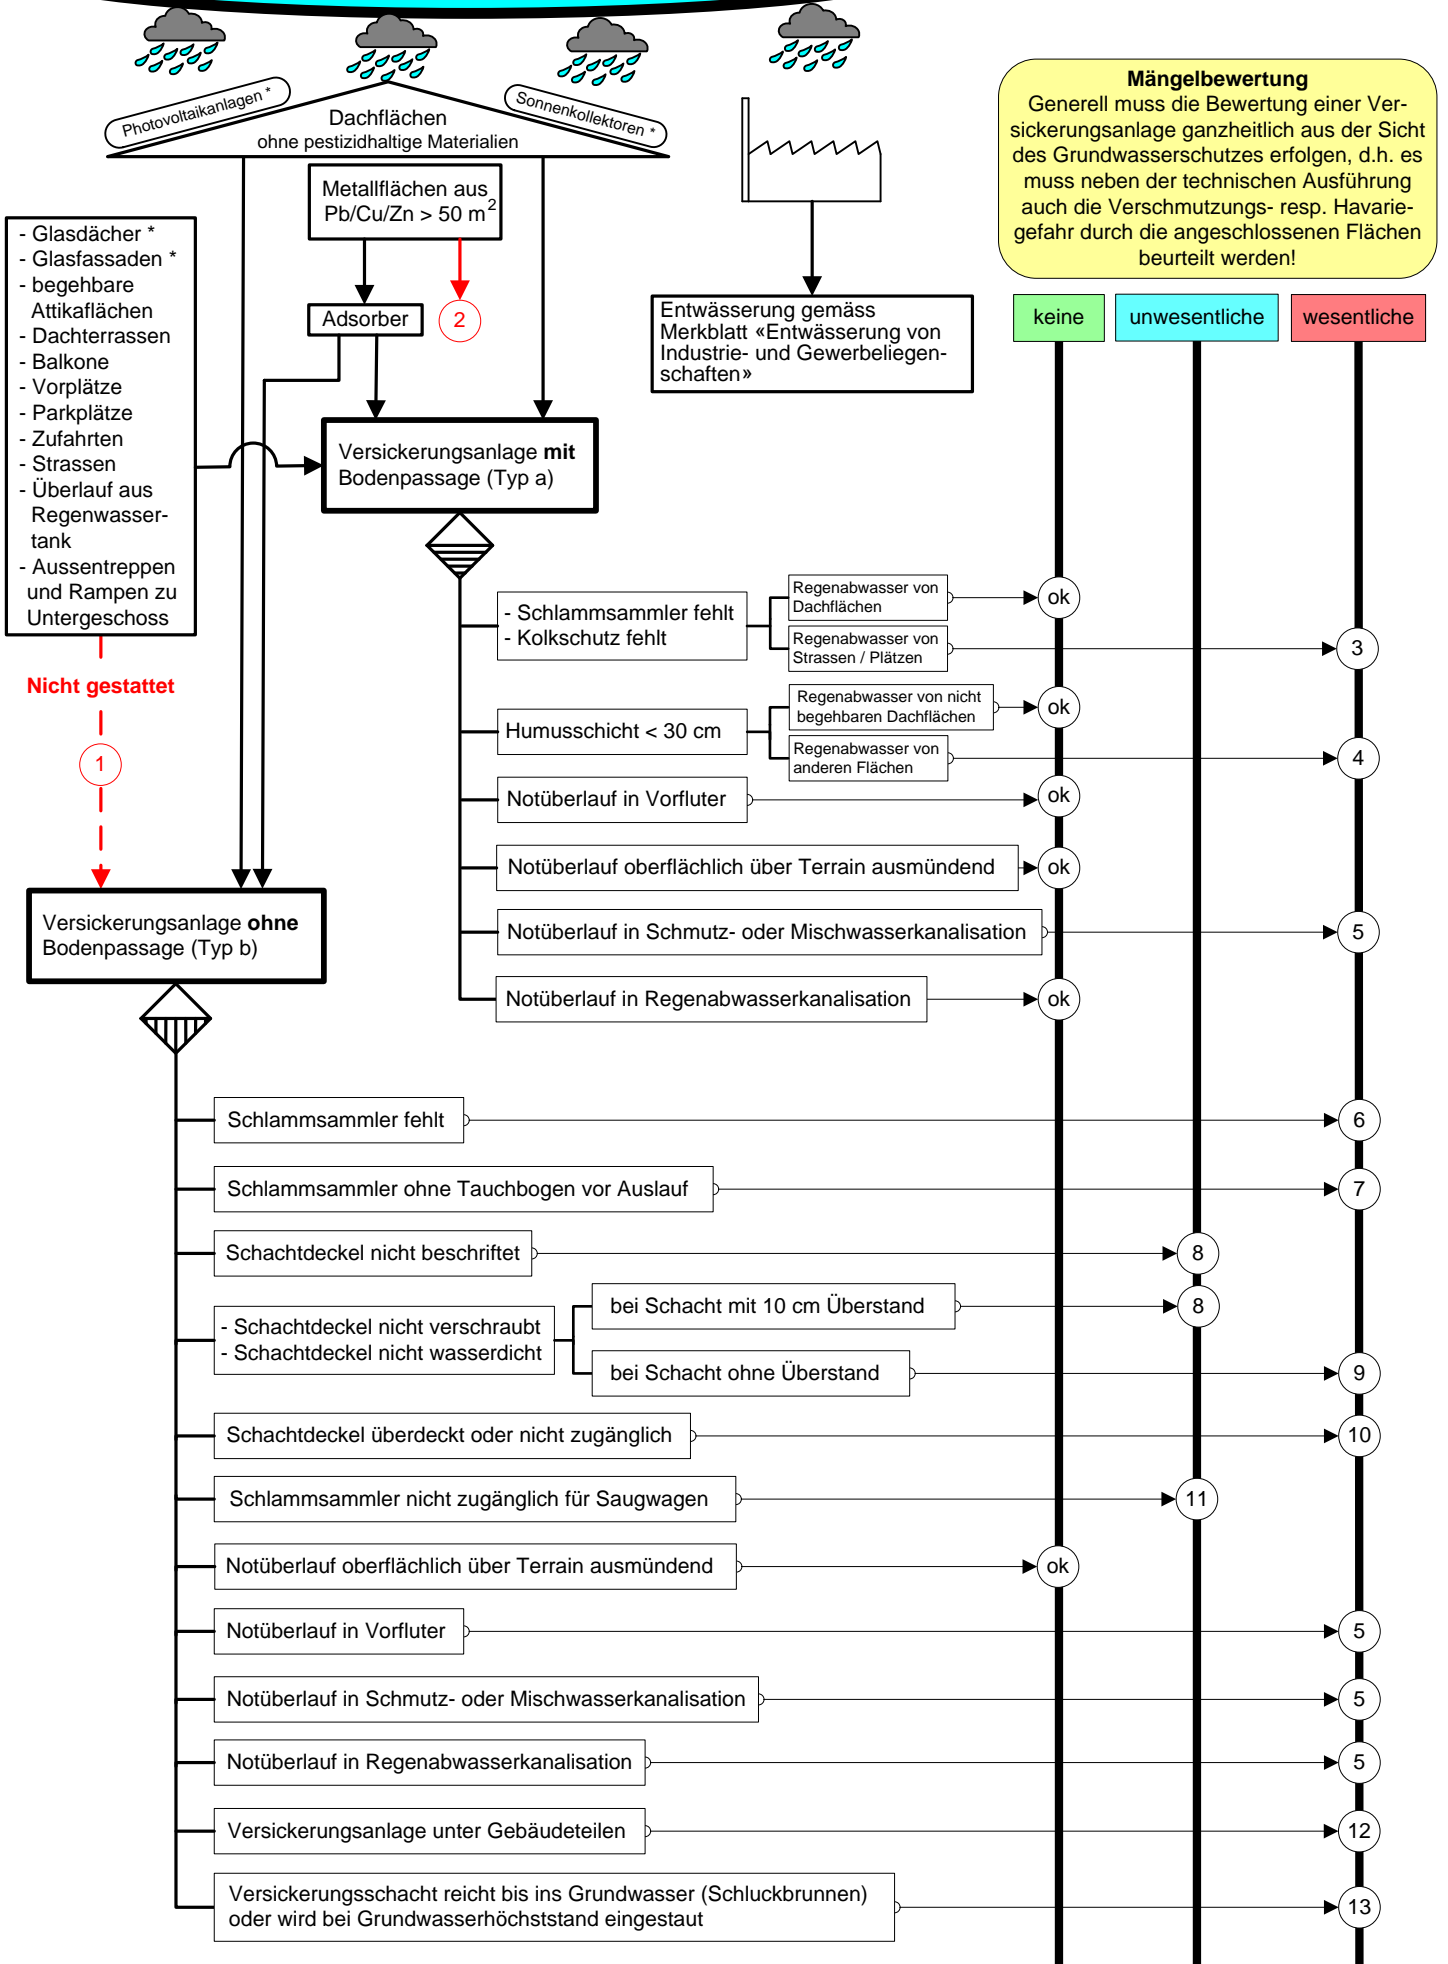 Photovoltaikanlagen *
Sonnenkollektoren *
Dachflächen
ohne pestizidhaltige Materialien
Mängelbewertung
Generell muss die Bewertung einer Ver-
sickerungsanlage ganzheitlich aus der Sicht
des Grundwasserschutzes erfolgen, d.h. es
muss neben der technischen Ausführung
auch die Verschmutzungs- resp. Havarie-
gefahr durch die angeschlossenen Flächen
beurteilt werden!
Metallflächen aus
Pb/Cu/Zn > 50 m²
- Glasdächer *
- Glasfassaden *
- begehbare
Attikaflächen
- Dachterrassen
- Balkone
- Vorplätze
- Parkplätze
- Zufahrten
- Strassen
- Überlauf aus
Regenwasser-
tank
- Aussentreppen
und Rampen zu
Untergeschoss
Adsorber
2
Entwässerung gemäss
Merkblatt «Entwässerung von
Industrie- und Gewerbeliegen-
schaften»
keine
unwesentliche
wesentliche
Versickerungsanlage mit
Bodenpassage (Typ a)
- Schlammsammler fehlt
- Kolkschutz fehlt
Regenabwasser von
Dachflächen
ok
Regenabwasser von
Strassen / Plätzen
3
Nicht gestattet
1
Humusschicht < 30 cm
Regenabwasser von nicht
begehbaren Dachflächen
ok
Regenabwasser von
anderen Flächen
4
Notüberlauf in Vorfluter
ok
Notüberlauf oberflächlich über Terrain ausmündend
ok
Notüberlauf in Schmutz- oder Mischwasserkanalisation
5
Notüberlauf in Regenabwasserkanalisation
ok
Versickerungsanlage ohne
Bodenpassage (Typ b)
Schlammsammler fehlt
6
Schlammsammler ohne Tauchbogen vor Auslauf
7
Schachtdeckel nicht beschriftet
8
- Schachtdeckel nicht verschraubt
- Schachtdeckel nicht wasserdicht
bei Schacht mit 10 cm Überstand
8
bei Schacht ohne Überstand
9
Schachtdeckel überdeckt oder nicht zugänglich
10
Schlammsammler nicht zugänglich für Saugwagen
11
Notüberlauf oberflächlich über Terrain ausmündend
ok
Notüberlauf in Vorfluter
5
Notüberlauf in Schmutz- oder Mischwasserkanalisation
5
Notüberlauf in Regenabwasserkanalisation
5
Versickerungsanlage unter Gebäudeteilen
12
Versickerungsschacht reicht bis ins Grundwasser (Schluckbrunnen)
oder wird bei Grundwasserhöchststand eingestaut
13